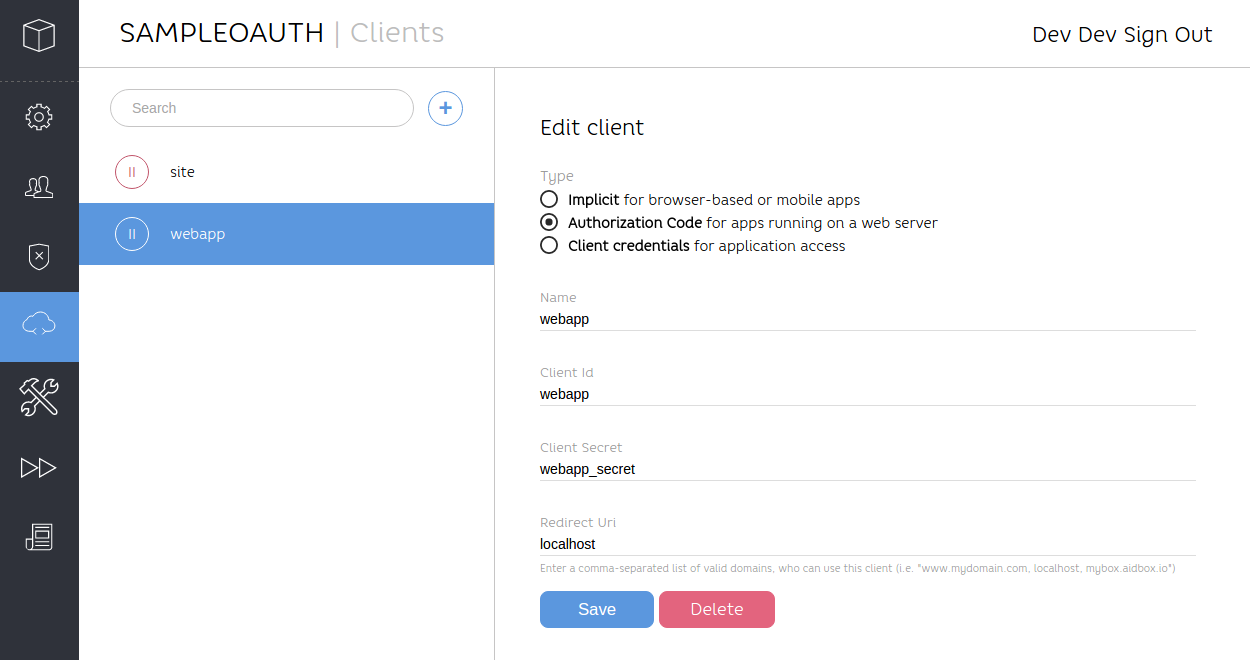 SAMPLEOAUTH | Clients
Dev Dev Sign Out
Search
+
site
webapp
Edit client
Type
Implicit for browser-based or mobile apps
Authorization Code for apps running on a web server
Client credentials for application access
Name
webapp
Client Id
webapp
Client Secret
webapp_secret
Redirect Uri
localhost
Enter a comma-separated list of valid domains, who can use this client (i.e. "www.mydomain.com, localhost, mybox.aidbox.io")
Save
Delete